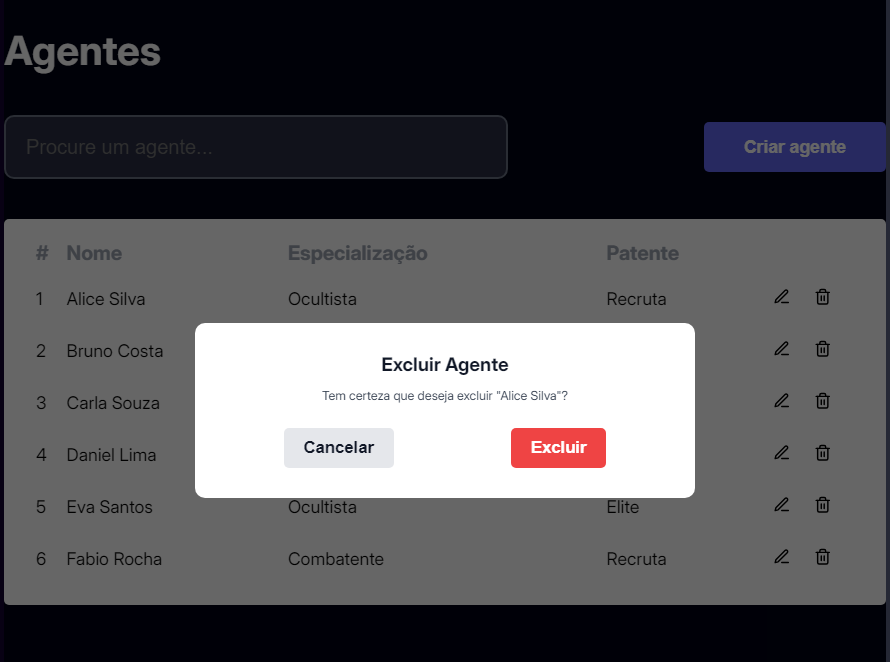 Agentes
Procure um agente...
Criar agente
# Nome Especialização Patente
1 Alice Silva Ocultista Recruta
2 Bruno Costa
3 Carla Souza
4 Daniel Lima
5 Eva Santos Ocultista Elite
6 Fabio Rocha Combatente Recruta
Excluir Agente
Tem certeza que deseja excluir "Alice Silva"?
Cancelar Excluir